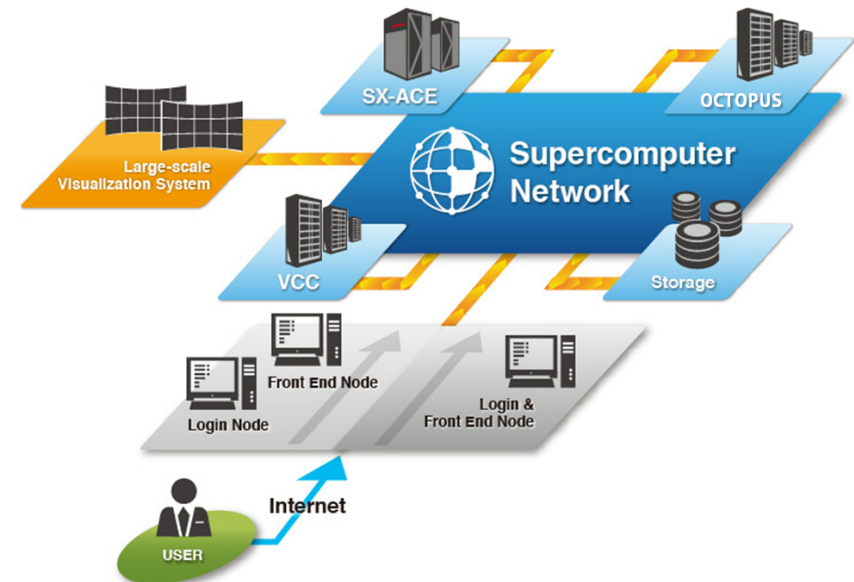 SX-ACE
OCTOPUS
Large-scale
Visualization System
Supercomputer
Network
VCC
Storage
Front End Node
Login Node
Login &
Front End Node
Internet
USER